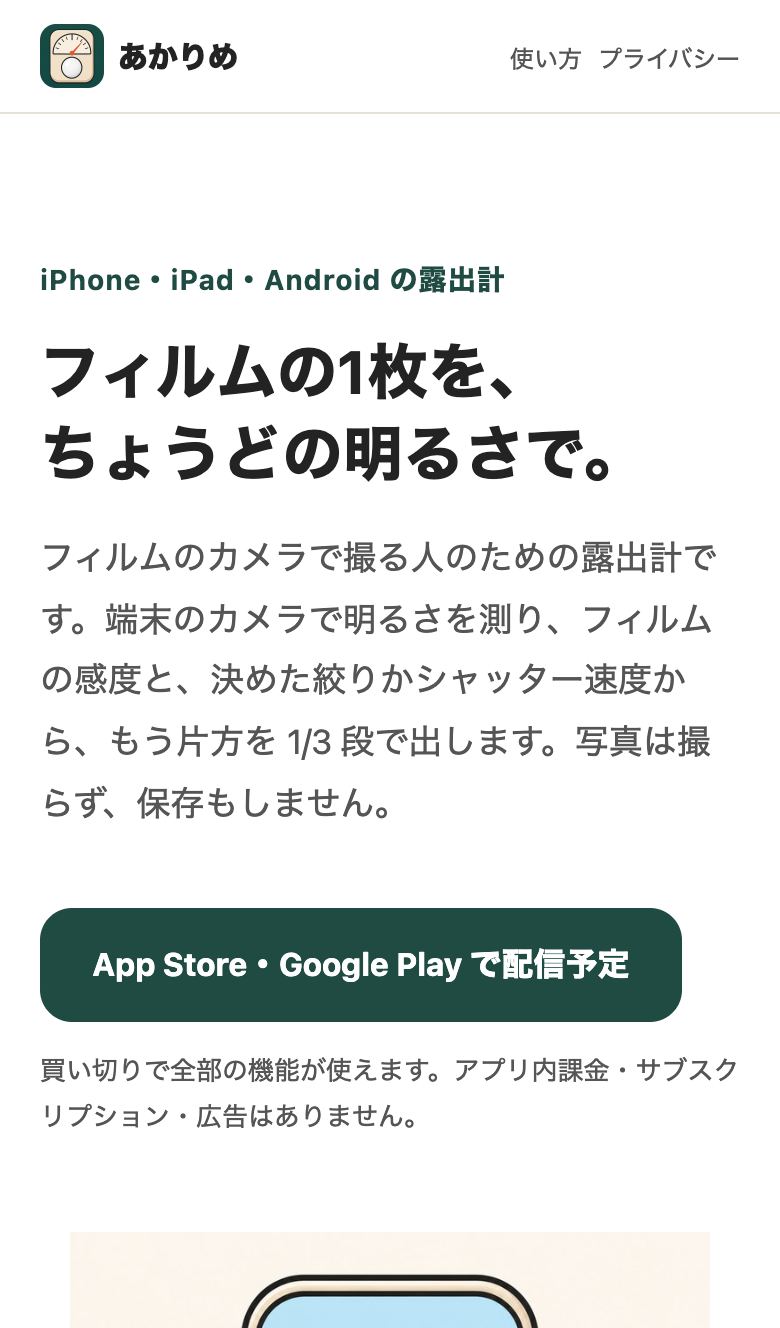 あかりめ
使い方 プライバシー
iPhone・iPad・Android の露出計
フィルムの1枚を、
ちょうどの明るさで。
フィルムのカメラで撮る人のための露出計で
す。端末のカメラで明るさを測り、フィルム
の感度と、決めた絞りかシャッター速度か
ら、もう片方を 1/3 段で出します。写真は撮
らず、保存もしません。
App Store・Google Play で配信予定
買い切りで全部の機能が使えます。アプリ内課金・サブスク
リプション・広告はありません。